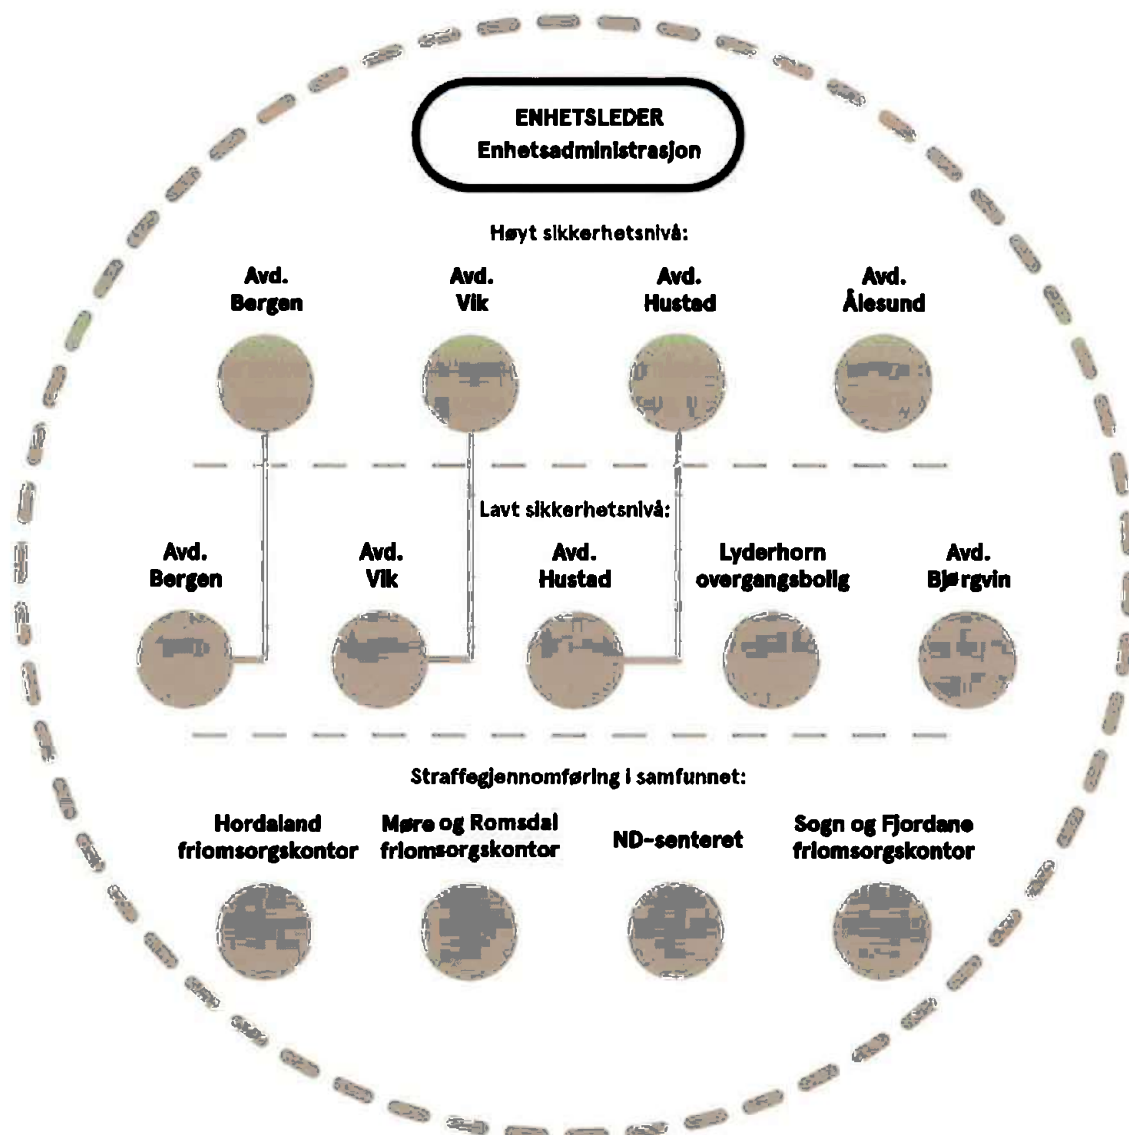 ENHETSLEDER
Enhetsadministrasjon
Høyt sikkerhetsnivå:
Avd.
Bergen
Avd.
Vik
Avd.
Hustad
Avd.
Ålesund
Lavt sikkerhetsnivå:
Avd.
Bergen
Avd.
Vik
Avd.
Hustad
Lyderhorn
overgangsbolig
Avd.
Bjørgvin
Straffegjennomføring i samfunnet:
Hordaland
friomsorgskontor
Møre og Romsdal
friomsorgskontor
ND-senteret
Sogn og Fjordane
friomsorgskontor